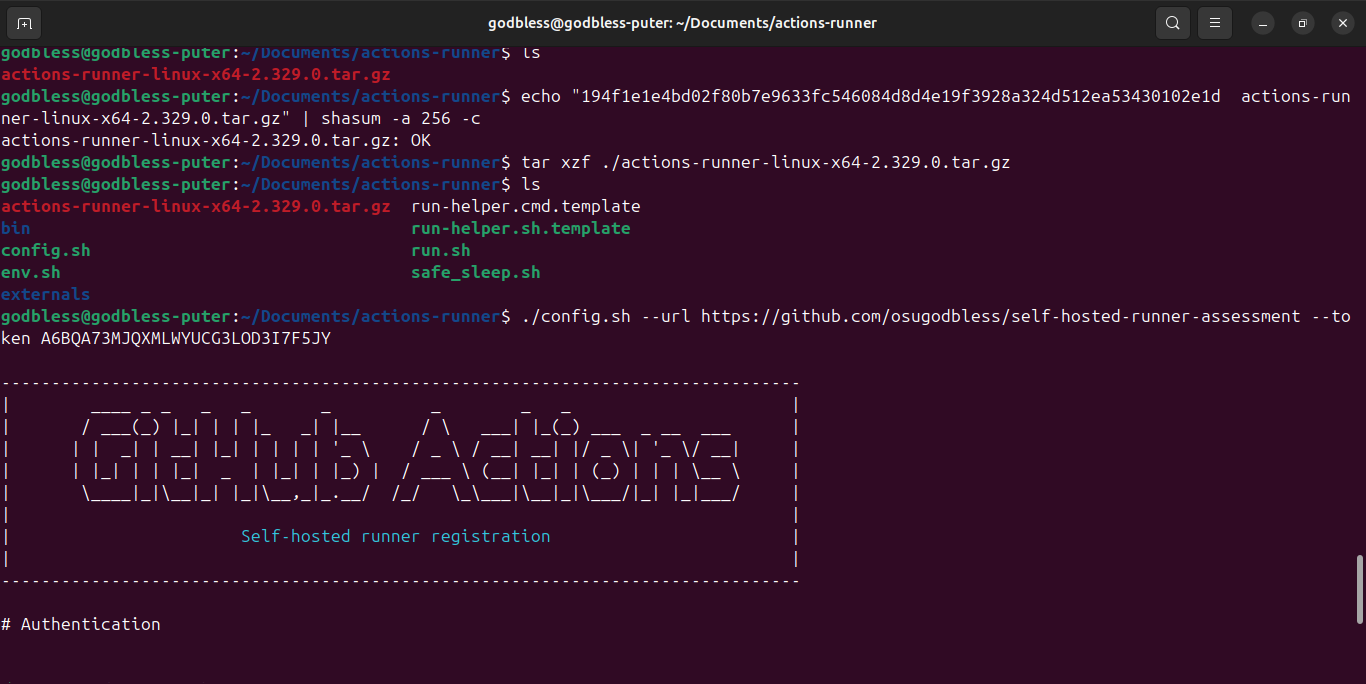 godbless@godbless-puter: ~/Documents/actions-runner
godbless@godbless-puter:~/Documents/actions-runner$ ls
actions-runner-linux-x64-2.329.0.tar.gz
godbless@godbless-puter:~/Documents/actions-runner$ echo "194f1e1e4bd02f80b7e9633fc546084d8d4e19f3928a324d512ea53430102e1d  actions-run
ner-linux-x64-2.329.0.tar.gz" | shasum -a 256 -c
actions-runner-linux-x64-2.329.0.tar.gz: OK
godbless@godbless-puter:~/Documents/actions-runner$ tar xzf ./actions-runner-linux-x64-2.329.0.tar.gz
godbless@godbless-puter:~/Documents/actions-runner$ ls
actions-runner-linux-x64-2.329.0.tar.gz  run-helper.cmd.template
bin                                      run-helper.sh.template
config.sh                                run.sh
env.sh                                   safe_sleep.sh
externals
godbless@godbless-puter:~/Documents/actions-runner$ ./config.sh --url https://github.com/osugodbless/self-hosted-runner-assessment --to
ken A6BQA73MJQXMLWYUCG3LOD3I7F5JY
GitHub Actions
Self-hosted runner registration
# Authentication